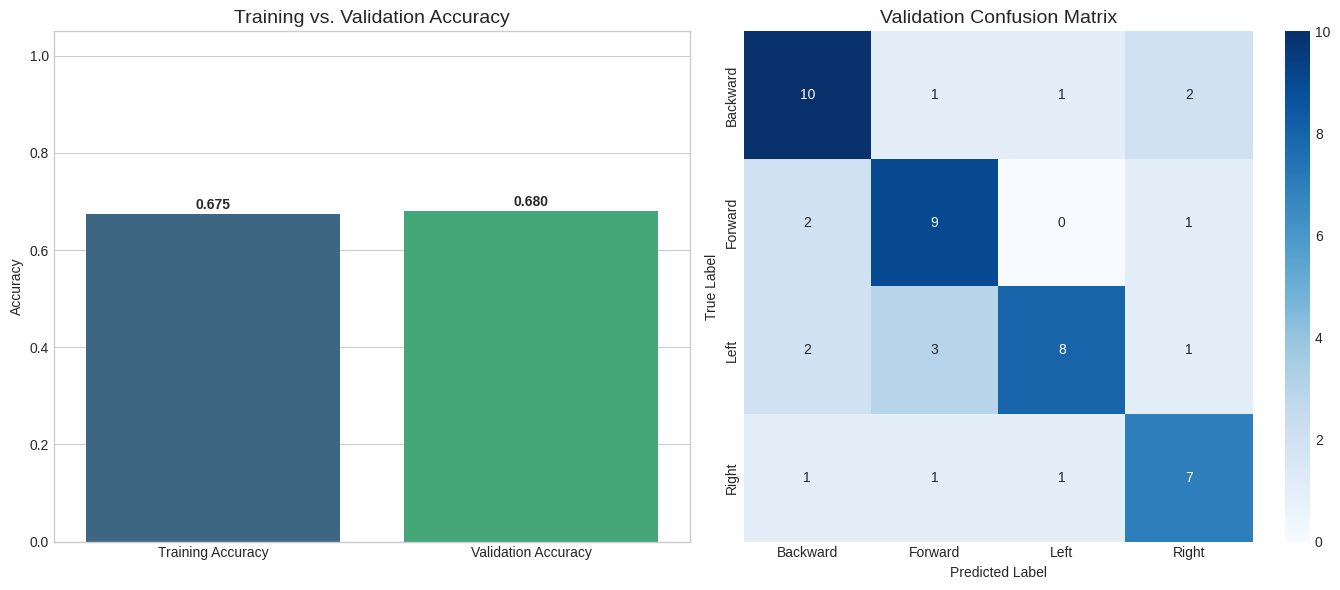 Training vs. Validation Accuracy
1.0
0.8
0.6
0.4
0.2
0.0
Accuracy
0.675
0.680
Training Accuracy
Validation Accuracy
Validation Confusion Matrix
True Label
Backward
10 1 1 2
Forward
2 9 0 1
Left
2 3 8 1
Right
1 1 1 7
Backward Forward Left Right
Predicted Label
10
8
6
4
2
0